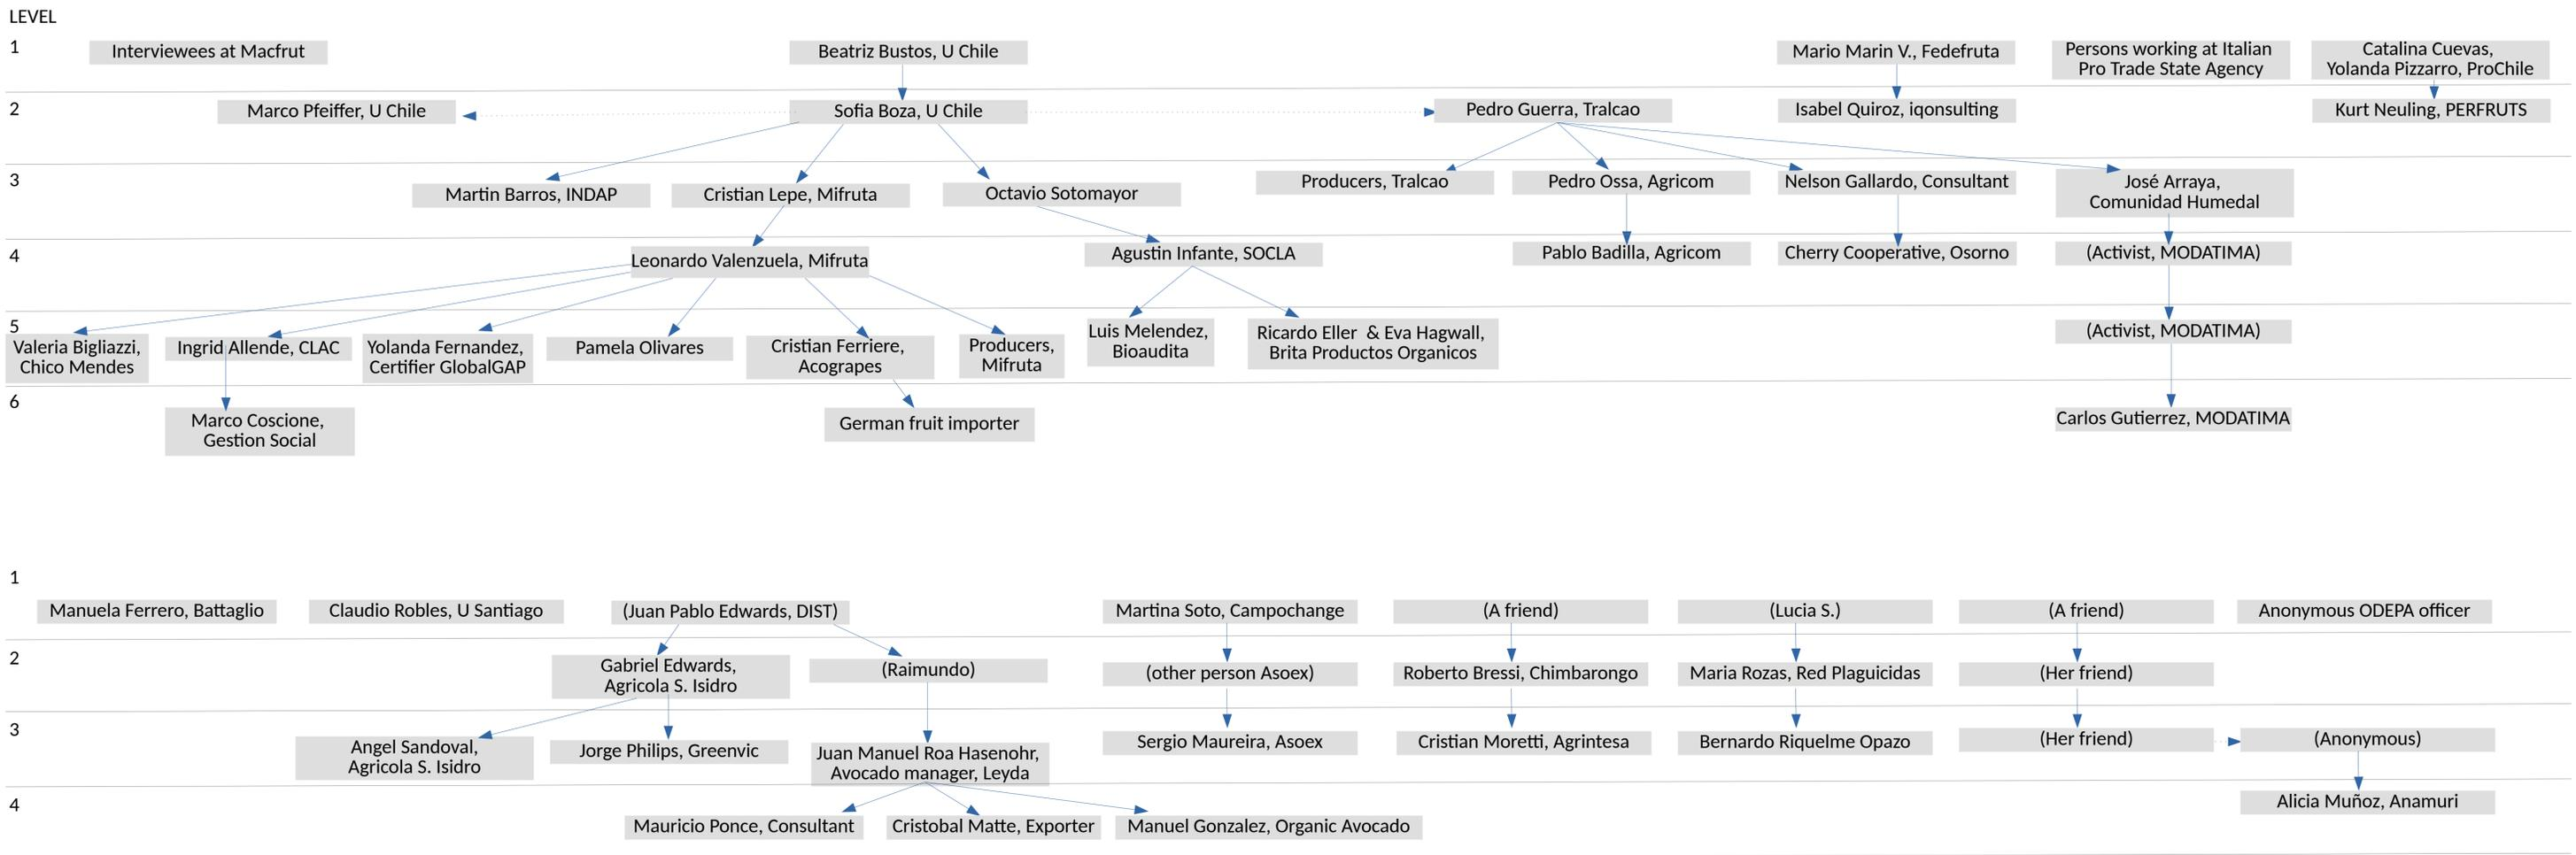 LEVEL
1
Interviewees at Macfrut
Beatriz Bustos, U Chile
Mario Marin V., Fedefruta
Persons working at Italian
Pro Trade State Agency
Catalina Cuevas,
Yolanda Pizzarro, ProChile
2
Marco Pfeiffer, U Chile
Sofia Boza, U Chile
Pedro Guerra, Tralcao
Isabel Quiroz, iqonsulting
Kurt Neuling, PERFRUTS
3
Martin Barros, INDAP
Cristian Lepe, Mifruta
Octavio Sotomayor
Producers, Tralcao
Pedro Ossa, Agricom
Nelson Gallardo, Consultant
José Arraya,
Comunidad Humedal
4
Leonardo Valenzuela, Mifruta
Agustin Infante, SOCLA
Pablo Badilla, Agricom
Cherry Cooperative, Osorno
(Activist, MODATIMA)
5
Valeria Bigliazzi,
Chico Mendes
Ingrid Allende, CLAC
Yolanda Fernandez,
Certifier GlobalGAP
Pamela Olivares
Cristian Ferriere,
Acograpes
Producers,
Mifruta
Luis Melendez,
Bioaudita
Ricardo Eller & Eva Hagwall,
Brita Productos Organicos
(Activist, MODATIMA)
6
Marco Coscione,
Gestion Social
German fruit importer
Carlos Gutierrez, MODATIMA
1
Manuela Ferrero, Battaglio
Claudio Robles, U Santiago
(Juan Pablo Edwards, DIST)
Martina Soto, Campochange
(A friend)
(Lucia S.)
(A friend)
Anonymous ODEPA officer
2
Gabriel Edwards,
Agricola S. Isidro
(Raimundo)
(other person Asoex)
Roberto Bressi, Chimbarongo
Maria Rozas, Red Plaguicidas
(Her friend)
3
Angel Sandoval,
Agricola S. Isidro
Jorge Philips, Greenvic
Juan Manuel Roa Hasenohr,
Avocado manager, Leyda
Sergio Maureira, Asoex
Cristian Moretti, Agrintesa
Bernardo Riquelme Opazo
(Her friend)
(Anonymous)
4
Mauricio Ponce, Consultant
Cristobal Matte, Exporter
Manuel Gonzalez, Organic Avocado
Alicia Muñoz, Anamuri